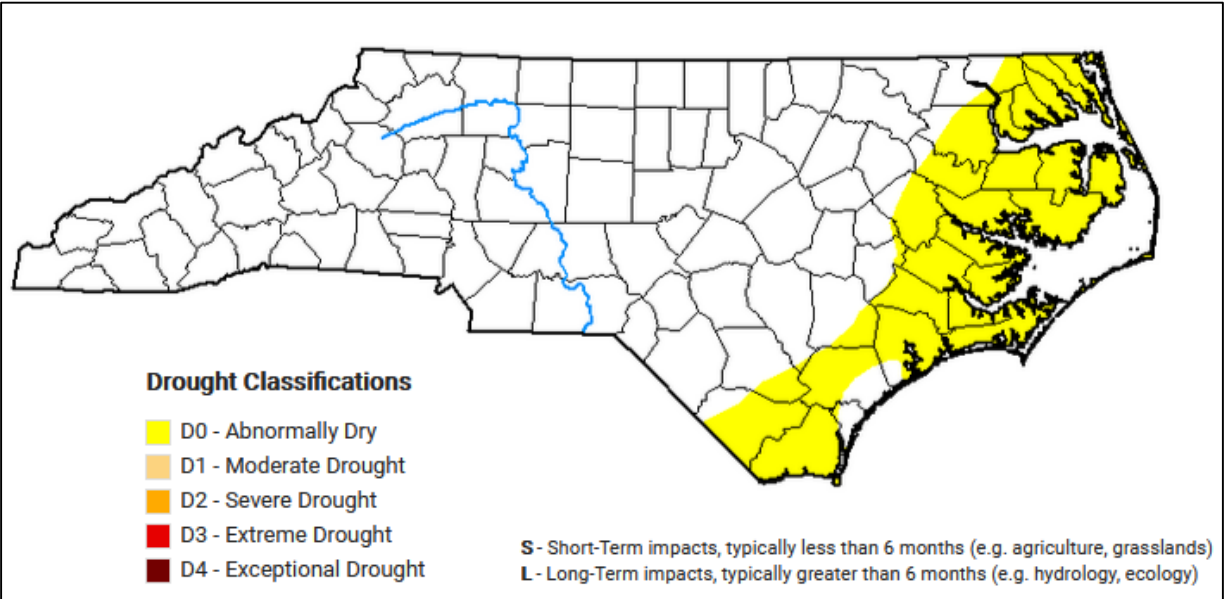 Drought Classifications
D0 - Abnormally Dry
D1 - Moderate Drought
D2 - Severe Drought
D3 - Extreme Drought
D4 - Exceptional Drought
S - Short-Term impacts, typically less than 6 months (e.g. agriculture, grasslands)
L - Long-Term impacts, typically greater than 6 months (e.g. hydrology, ecology)